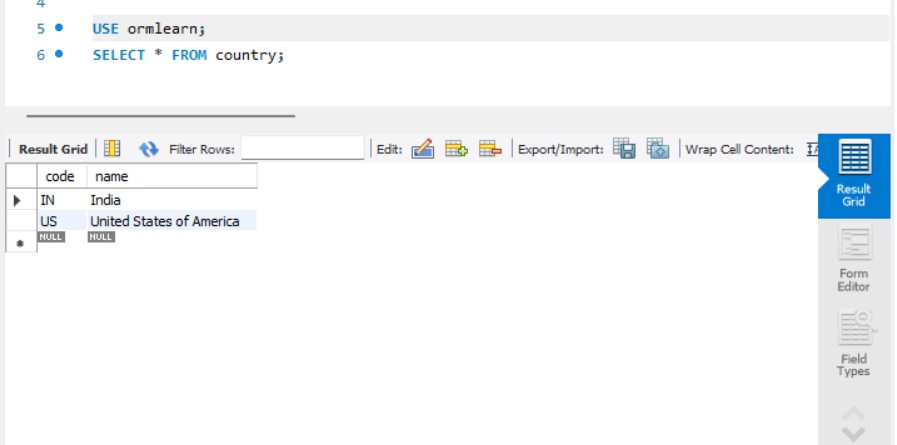 4
5 USE ormlearn;
6 SELECT * FROM country;
Result Grid Filter Rows: Edit: Export/Import: Wrap Cell Content:
code name
IN India
US United States of America
NULL NULL
Result
Grid
Form
Editor
Field
Types